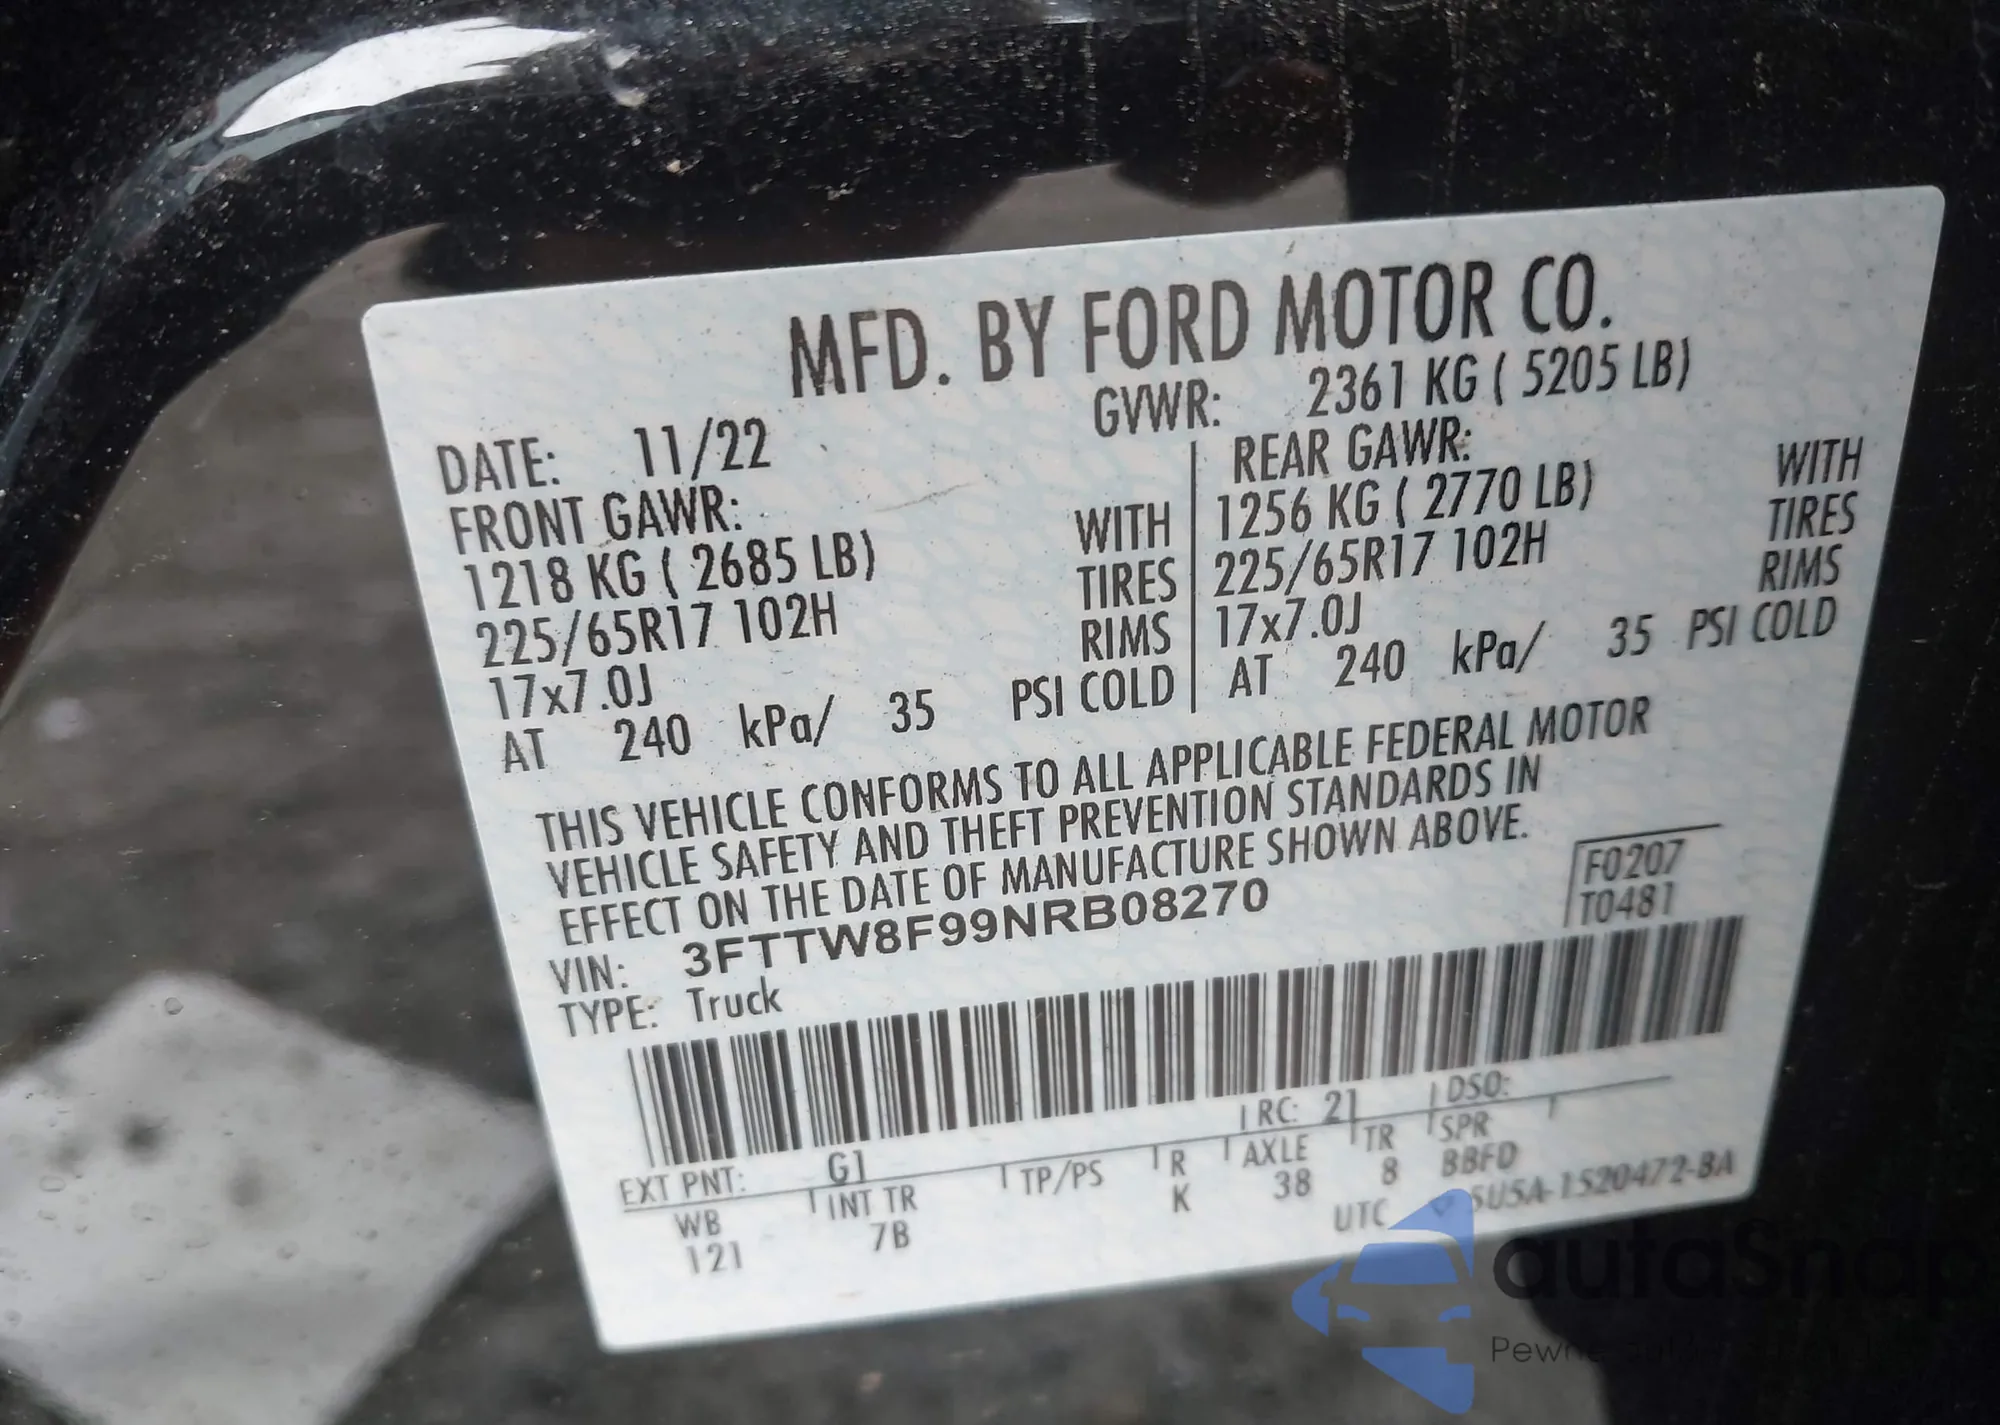 MFD. BY FORD MOTOR CO.
DATE: 11/22 GVWR: 2361 KG ( 5205 LB)
FRONT GAWR: REAR GAWR:
1218 KG ( 2685 LB) WITH 1256 KG ( 2770 LB) WITH
225/65R17 102H TIRES 225/65R17 102H TIRES
17x7.0J RIMS 17x7.0J RIMS
AT 240 kPa/ 35 PSI COLD AT 240 kPa/ 35 PSI COLD
THIS VEHICLE CONFORMS TO ALL APPLICABLE FEDERAL MOTOR
VEHICLE SAFETY AND THEFT PREVENTION STANDARDS IN
EFFECT ON THE DATE OF MANUFACTURE SHOWN ABOVE.
F0207
T0481
VIN: 3FTTW8F99NRB08270
TYPE: Truck
EXT PNT: G1 RC: 21 DSO:
WB INT TR TP/PS R AXLE TR SPR
121 7B K 38 8 BBFD
UTC 5U5A-1520472-BA
autaSnap